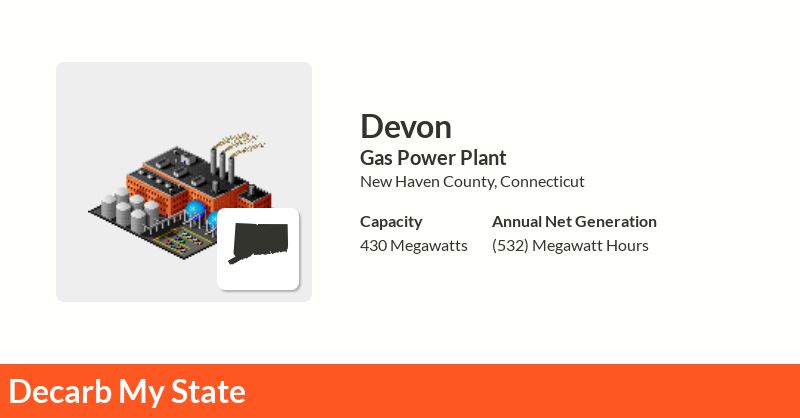 Devon
Gas Power Plant
New Haven County, Connecticut
Capacity
430 Megawatts
Annual Net Generation
(532) Megawatt Hours
Decarb My State